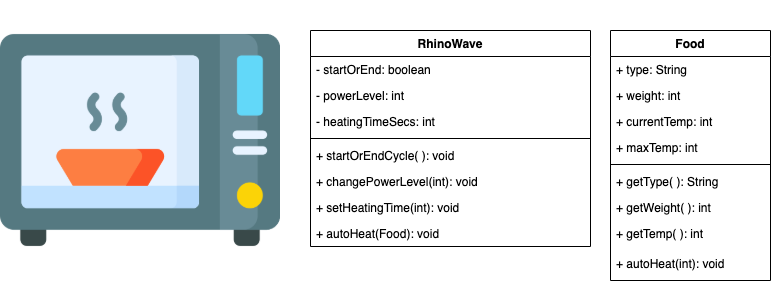 RhinoWave
- startOrEnd: boolean
- powerLevel: int
- heatingTimeSecs: int
+ startOrEndCycle( ): void
+ changePowerLevel(int): void
+ setHeatingTime(int): void
+ autoHeat(Food): void
Food
+ type: String
+ weight: int
+ currentTemp: int
+ maxTemp: int
+ getType( ): String
+ getWeight( ): int
+ getTemp( ): int
+ autoHeat(int): void